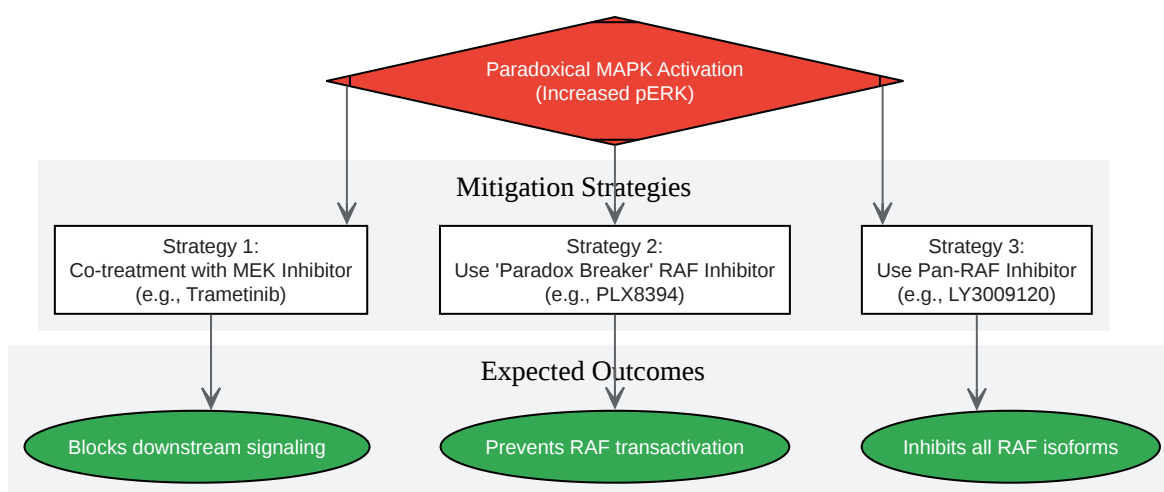 Paradoxical MAPK Activation
(Increased pERK)
Mitigation Strategies
Strategy 1:
Co-treatment with MEK Inhibitor
(e.g., Trametinib)
Strategy 2:
Use 'Paradox Breaker' RAF Inhibitor
(e.g., PLX8394)
Strategy 3:
Use Pan-RAF Inhibitor
(e.g., LY3009120)
Expected Outcomes
Blocks downstream signaling
Prevents RAF transactivation
Inhibits all RAF isoforms